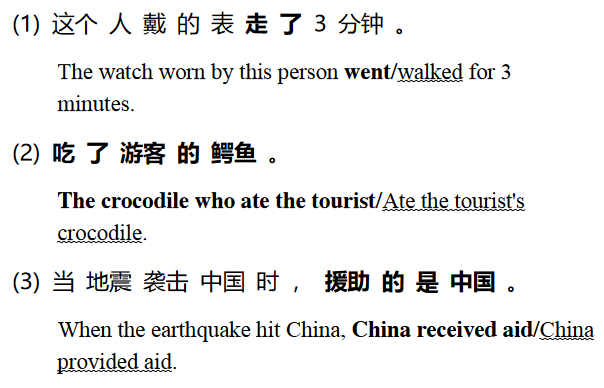 (1) 这个 人 戴 的 表 走 了 3 分钟 。
The watch worn by this person went/walked for 3
minutes.
(2) 吃 了 游客 的 鳄鱼 。
The crocodile who ate the tourist/Ate the tourist's
crocodile.
(3) 当 地震 袭击 中国 时 ， 援助 的 是 中国 。
When the earthquake hit China, China received aid/China
provided aid.